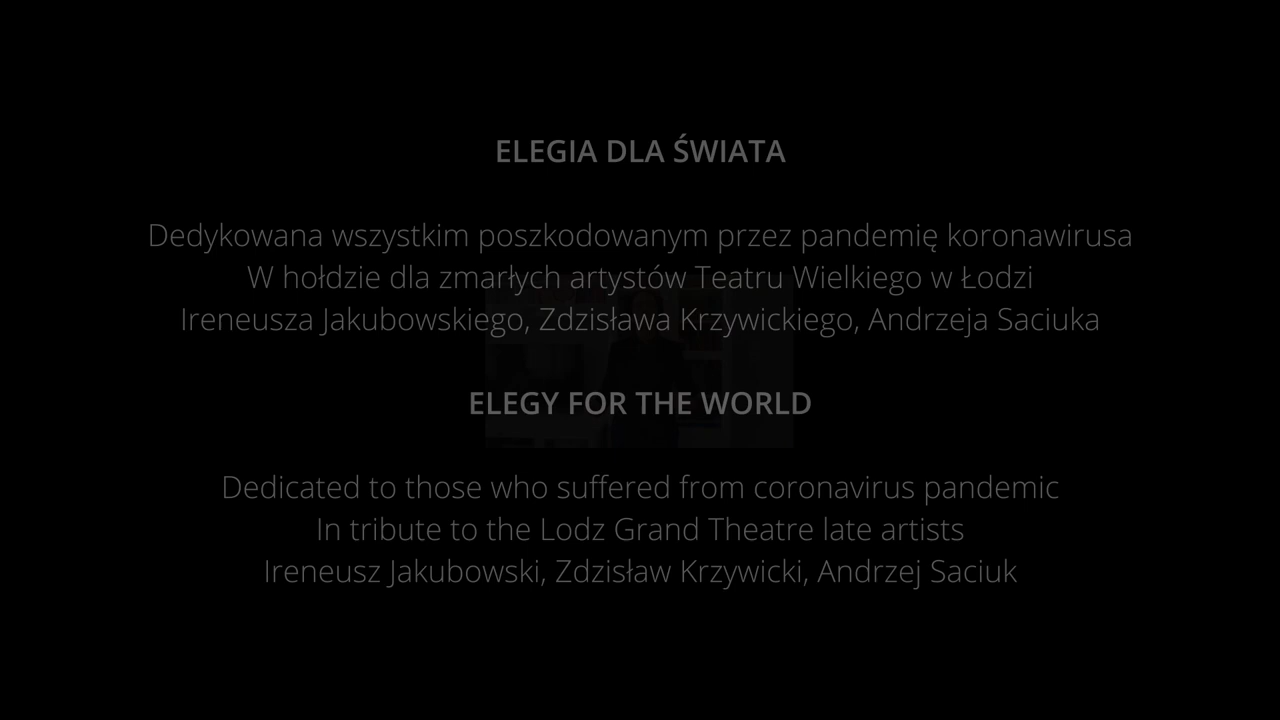 ELEGIA DLA ŚWIATA
Dedykowana wszystkim poszkodowanym przez pandemię koronawirusa
W hołdzie dla zmarłych artystów Teatru Wielkiego w Łodzi
Ireneusza Jakubowskiego, Zdzisława Krzywickiego, Andrzeja Saciuka
ELEGY FOR THE WORLD
Dedicated to those who suffered from coronavirus pandemic
In tribute to the Lodz Grand Theatre late artists
Ireneusz Jakubowski, Zdzisław Krzywicki, Andrzej Saciuk